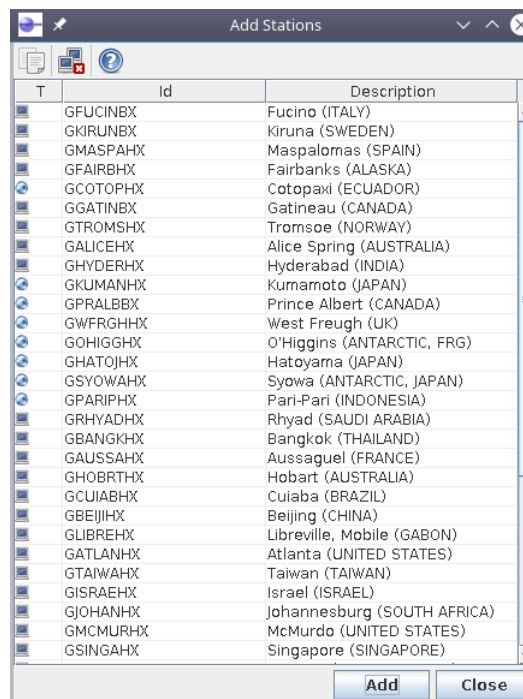 Add Stations
T Id Description
GFUCINBX Fucino (ITALY)
GKIRUNBX Kiruna (SWEDEN)
GMASPAHX Maspalomas (SPAIN)
GFAIRBHX Fairbanks (ALASKA)
GCOTOPHX Cotopaxi (ECUADOR)
GGATINBX Gatineau (CANADA)
GTROMSHX Tromsoe (NORWAY)
GALICEHX Alice Spring (AUSTRALIA)
GHYDERHX Hyderabad (INDIA)
GKUMANHX Kumamoto (JAPAN)
GPRALBBX Prince Albert (CANADA)
GWFRGHHX West Freugh (UK)
GOHIGGHX O'Higgins (ANTARCTIC, FRG)
GHATOJHX Hatoyama (JAPAN)
GSYOWAHX Syowa (ANTARCTIC, JAPAN)
GPARIPHX Pari-Pari (INDONESIA)
GRHYADHX Rhyad (SAUDI ARABIA)
GBANGKHX Bangkok (THAILAND)
GAUSSAHX Aussaguel (FRANCE)
GHOBRTHX Hobart (AUSTRALIA)
GCUIABHX Cuiaba (BRAZIL)
GBEIJIHX Beijing (CHINA)
GLIBREHX Libreville, Mobile (GABON)
GATLANHX Atlanta (UNITED STATES)
GTAIWAHX Taiwan (TAIWAN)
GISRAEHX Israel (ISRAEL)
GJOHANHX Johannesburg (SOUTH AFRICA)
GMCMURHX McMurdo (UNITED STATES)
GSINGAHX Singapore (SINGAPORE)
Add Close